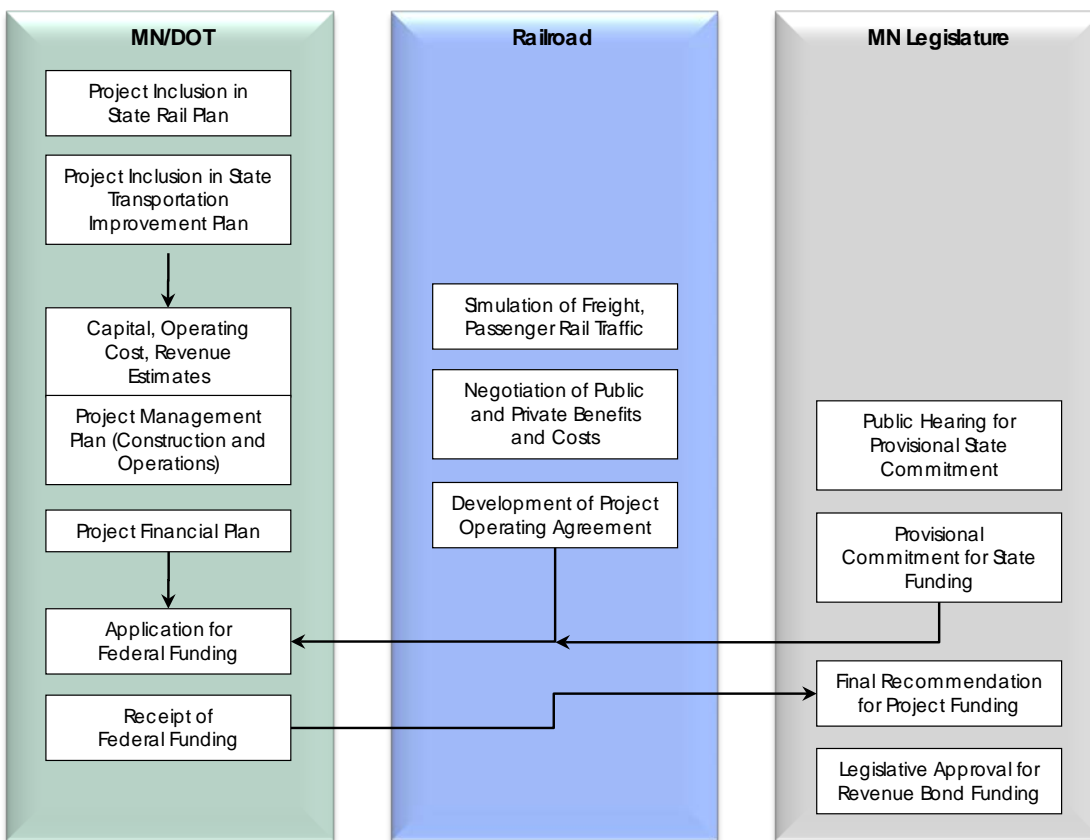 MN/DOT
Project Inclusion in
State Rail Plan
Project Inclusion in State
Transportation
Improvement Plan
Capital, Operating
Cost, Revenue
Estimates
Project Management
Plan (Construction and
Operations)
Project Financial Plan
Application for
Federal Funding
Receipt of
Federal Funding
Railroad
Simulation of Freight,
Passenger Rail Traffic
Negotiation of Public
and Private Benefits
and Costs
Development of Project
Operating Agreement
MN Legislature
Public Hearing for
Provisional State
Commitment
Provisional
Commitment for State
Funding
Final Recommendation
for Project Funding
Legislative Approval for
Revenue Bond Funding